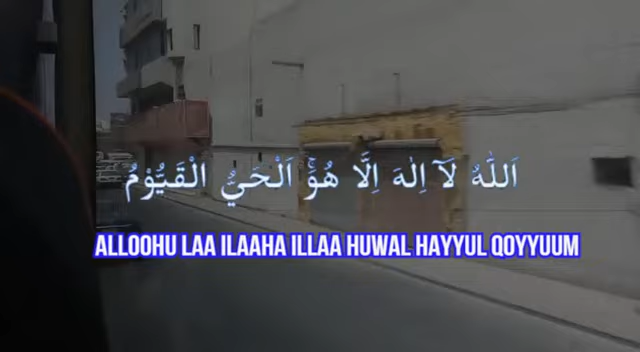 اَللّٰهُ لَآ اِلٰهَ اِلَّا هُوَۚ اَلْحَيُّ الْقَيُّوْمُ
ALLOOHU LAA ILAAHA ILLAA HUWAL HAYYUL QOYYUUM